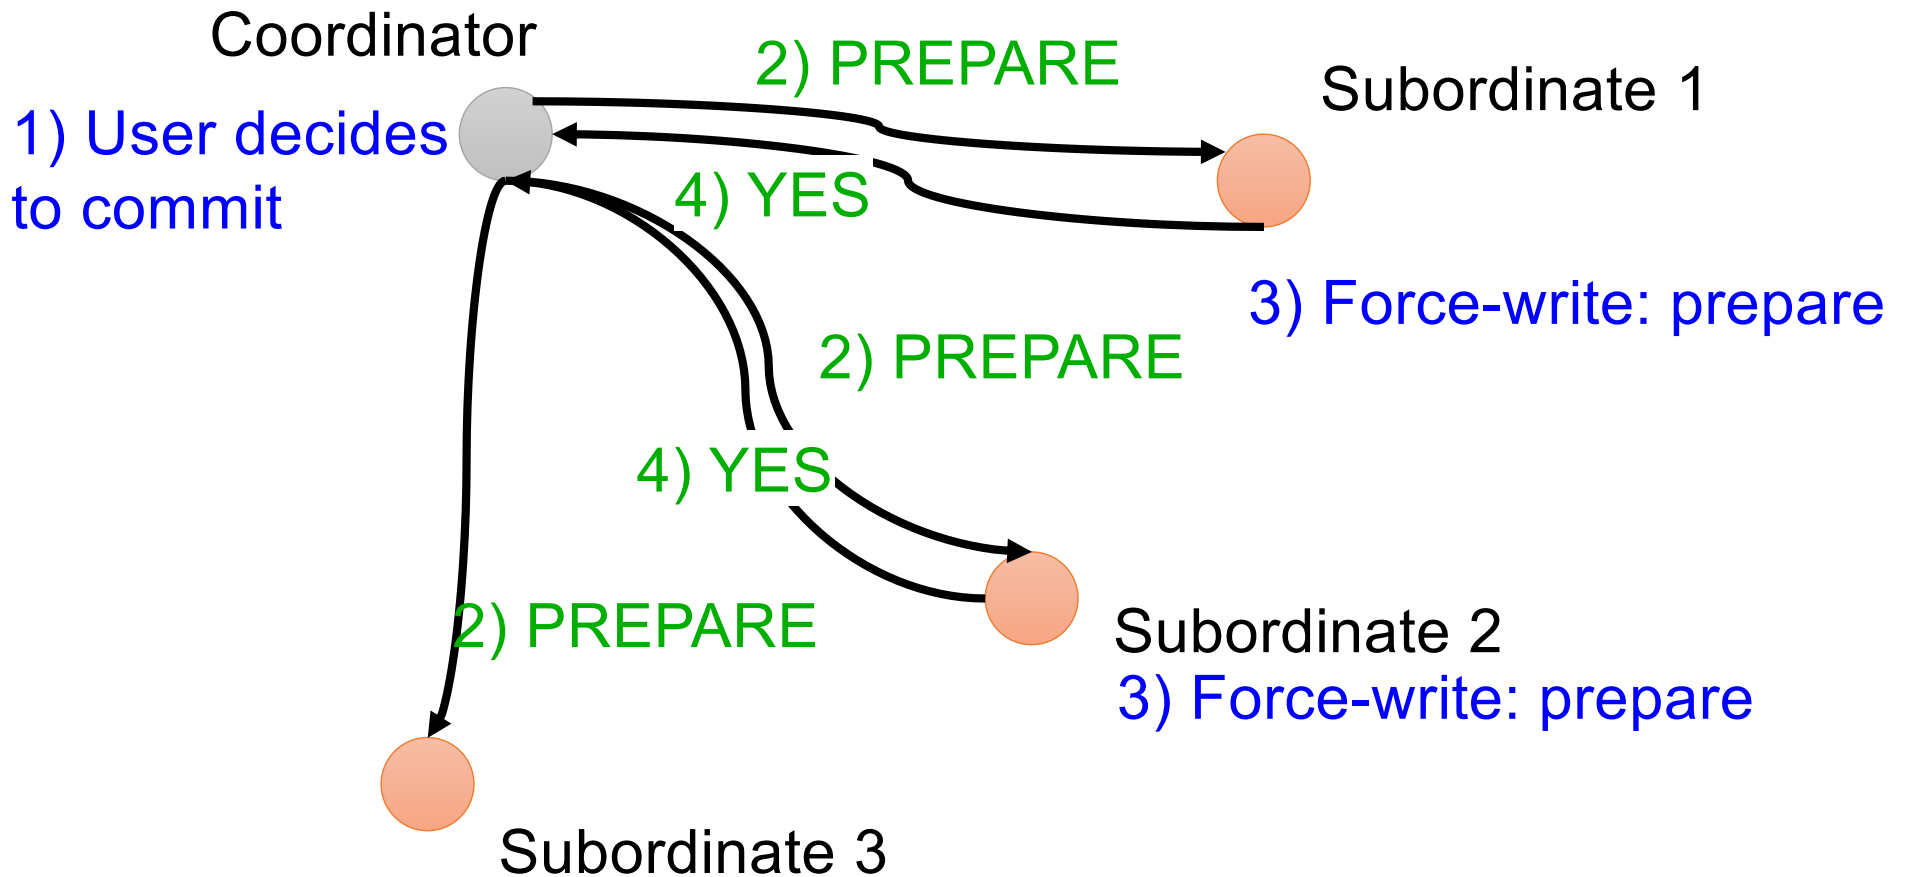 Coordinator
2) PREPARE
Subordinate 1
1) User decides
to commit
4) YES
3) Force-write: prepare
2) PREPARE
4) YES
2) PREPARE
Subordinate 2
3) Force-write: prepare
Subordinate 3